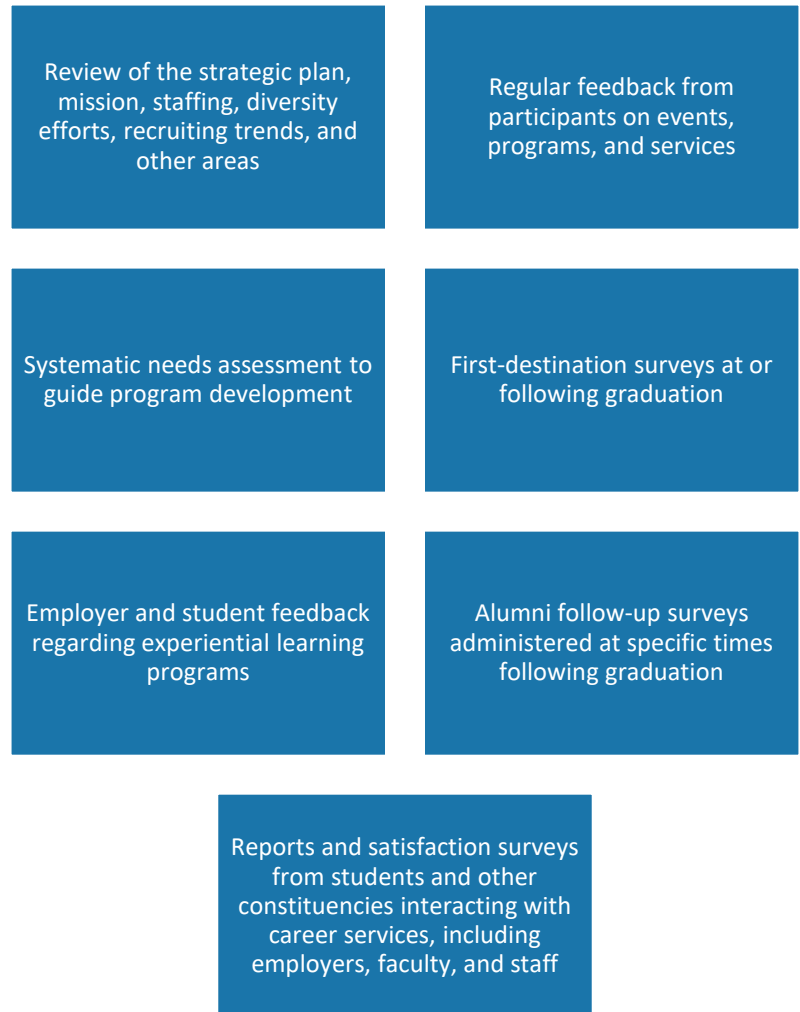 Review of the strategic plan,
mission, staffing, diversity
efforts, recruiting trends, and
other areas
Regular feedback from
participants on events,
programs, and services
Systematic needs assessment to
guide program development
First-destination surveys at or
following graduation
Employer and student feedback
regarding experiential learning
programs
Alumni follow-up surveys
administered at specific times
following graduation
Reports and satisfaction surveys
from students and other
constituencies interacting with
career services, including
employers, faculty, and staff